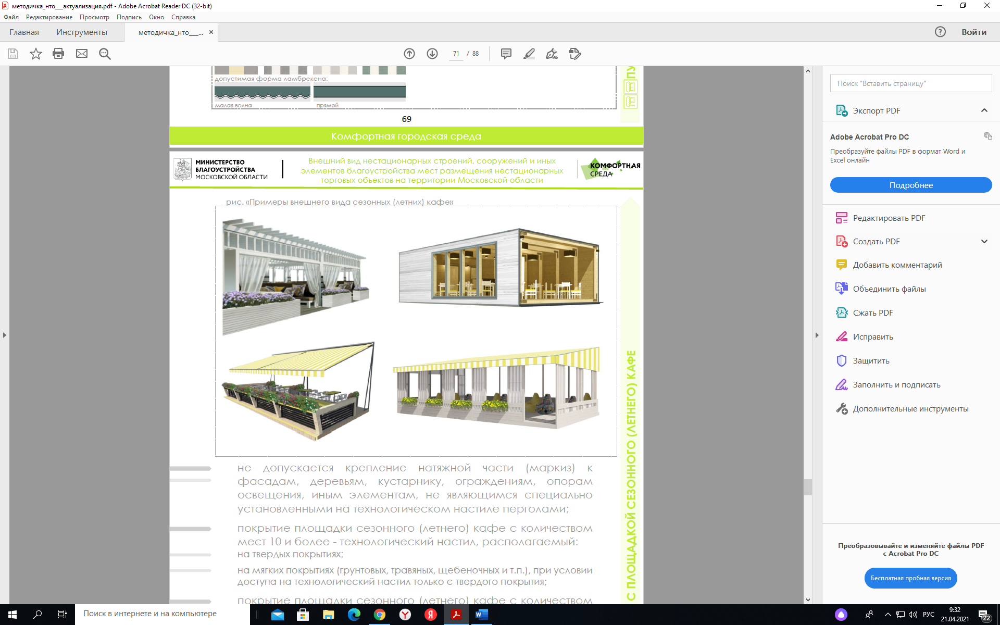 методичка_нто___актуализация.pdf - Adobe Acrobat Reader DC (32-bit)
Файл Редактирование Просмотр Подпись Окно Справка
Главная Инструменты методичка_нто___... Войти
71 / 88
допустимая форма ламбрекена:
малая волна прямой
69
Комфортная городская среда
МИНИСТЕРСТВО
БЛАГОУСТРОЙСТВА
МОСКОВСКОЙ ОБЛАСТИ
Внешний вид нестационарных строений, сооружений и иных
элементов благоустройства мест размещения нестационарных
торговых объектов на территории Московской области
КОМФОРТНАЯ
СРЕДА
рис. «Примеры внешнего вида сезонных (летних) кафе»
не допускается крепление натяжной части (маркиз) к
фасадам, деревьям, кустарнику, ограждениям, опорам
освещения, иным элементам, не являющимся специально
установленными на технологическом настиле перголами;
покрытие площадки сезонного (летнего) кафе с количеством
мест 10 и более - технологический настил, располагаемый:
на твердых покрытиях;
на мягких покрытиях (грунтовых, травяных, щебеночных и т.п.), при условии
доступа на технологический настил только с твердого покрытия;
покрытие площадки сезонного (летнего) кафе с количеством
ПУ
С ПЛОЩАДКОЙ СЕЗОННОГО (ЛЕТНЕГО) КАФЕ
Поиск "Вставить страницу"
Экспорт PDF
Adobe Acrobat Pro DC
Преобразуйте файлы PDF в формат Word и
Excel онлайн
Подробнее
Редактировать PDF
Создать PDF
Добавить комментарий
Объединить файлы
Сжать PDF
Исправить
Защитить
Заполнить и подписать
Дополнительные инструменты
Преобразовывайте и изменяйте файлы PDF
с Acrobat Pro DC
Бесплатная пробная версия
Поиск в интернете и на компьютере
РУС
9:32
21.04.2021
22